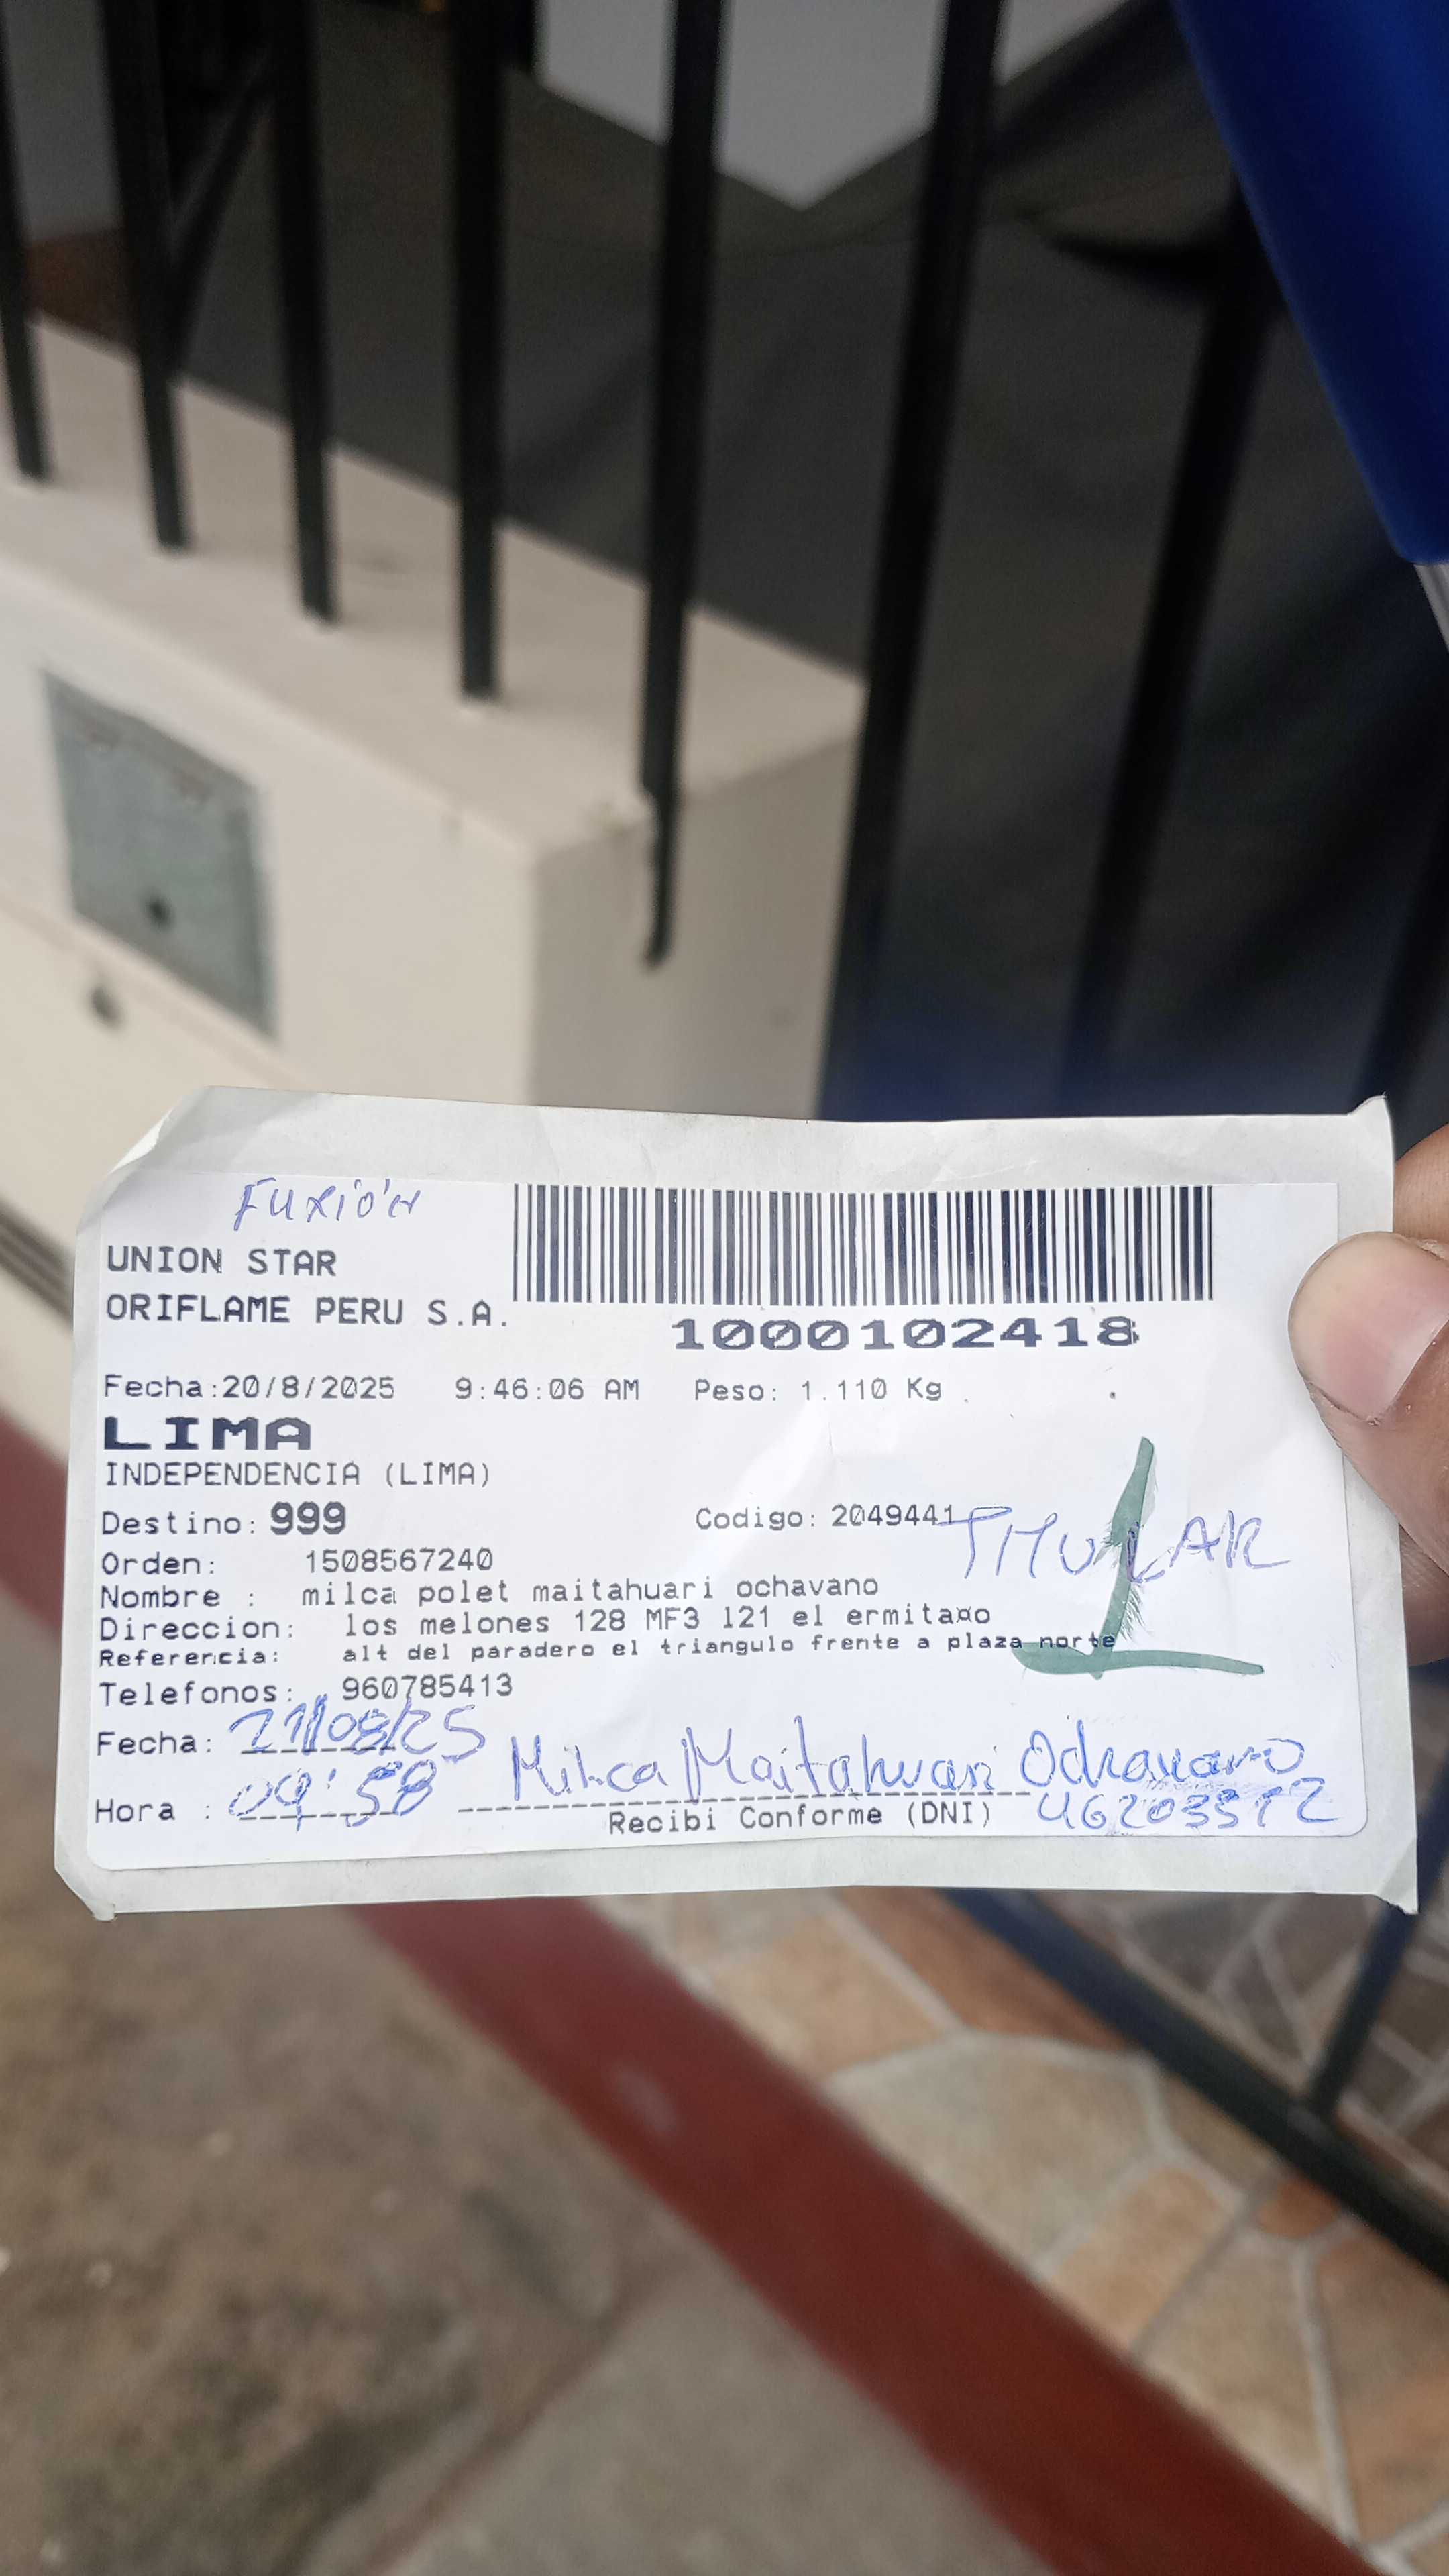 Fuxión
UNION STAR
ORIFLAME PERU S.A.
1000102418
Fecha:20/8/2025 9:46:06 AM Peso: 1.110 Kg
LIMA
INDEPENDENCIA (LIMA)
Destino: 999 Codigo: 2049441
TITULAR
Orden: 1508567240
Nombre : milca polet maitahuari ochavano
Direccion: los melones 128 MF3 l21 el ermita¤o
Referencia: alt del paradero el triangulo frente a plaza norte
Telefonos: 960785413
Fecha: 21/08/25
Hora : 09:58 Milca Maitahuari Ochavano
Recibi Conforme (DNI)